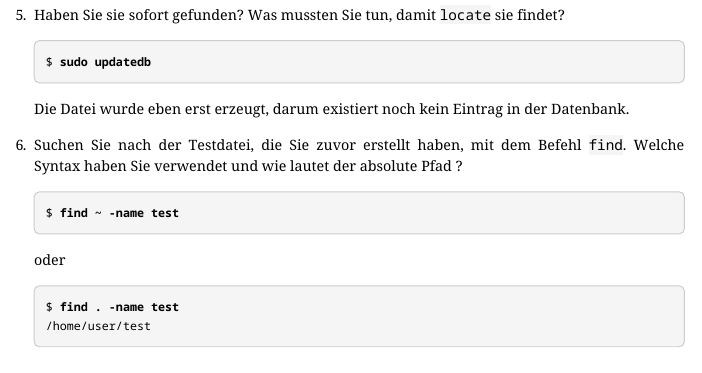 5. Haben Sie sie sofort gefunden? Was mussten Sie tun, damit locate sie findet?
$ sudo updatedb
Die Datei wurde eben erst erzeugt, darum existiert noch kein Eintrag in der Datenbank.
6. Suchen Sie nach der Testdatei, die Sie zuvor erstellt haben, mit dem Befehl find. Welche
Syntax haben Sie verwendet und wie lautet der absolute Pfad ?
$ find ~ -name test
oder
$ find . -name test
/home/user/test